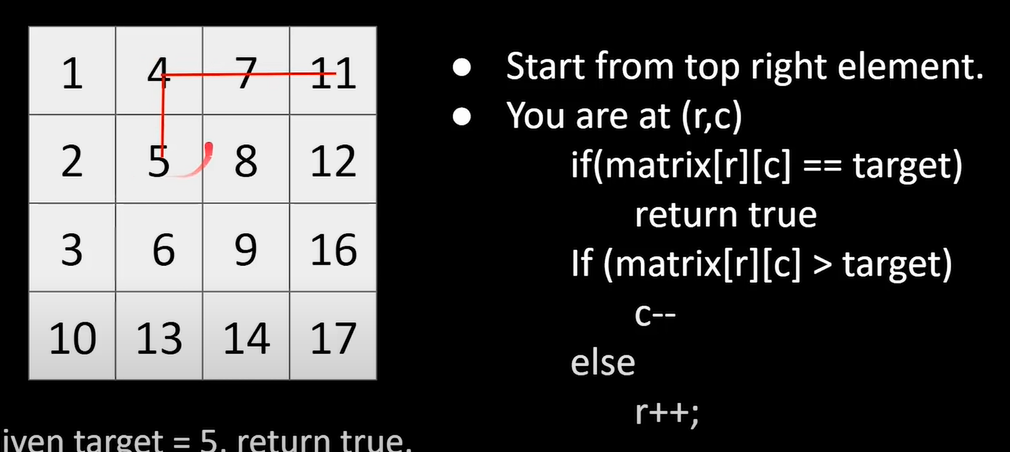 1 4 7 11
2 5 8 12
3 6 9 16
10 13 14 17
● Start from top right element.
● You are at (r,c)
if(matrix[r][c] == target)
return true
If (matrix[r][c] > target)
c--
else
r++;
target = 5, return true.